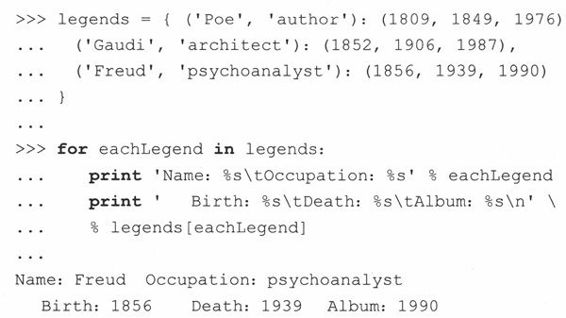 >>> legends = { ('Poe', 'author'): (1809, 1849, 1976)
... ('Gaudi', 'architect'): (1852, 1906, 1987),
... ('Freud', 'psychoanalyst'): (1856, 1939, 1990)
... }
...
>>> for eachLegend in legends:
... print 'Name: %s\tOccupation: %s' % eachLegend
... print ' Birth: %s\tDeath: %s\tAlbum: %s\n' \
... % legends[eachLegend]
...
Name: Freud Occupation: psychoanalyst
Birth: 1856 Death: 1939 Album: 1990